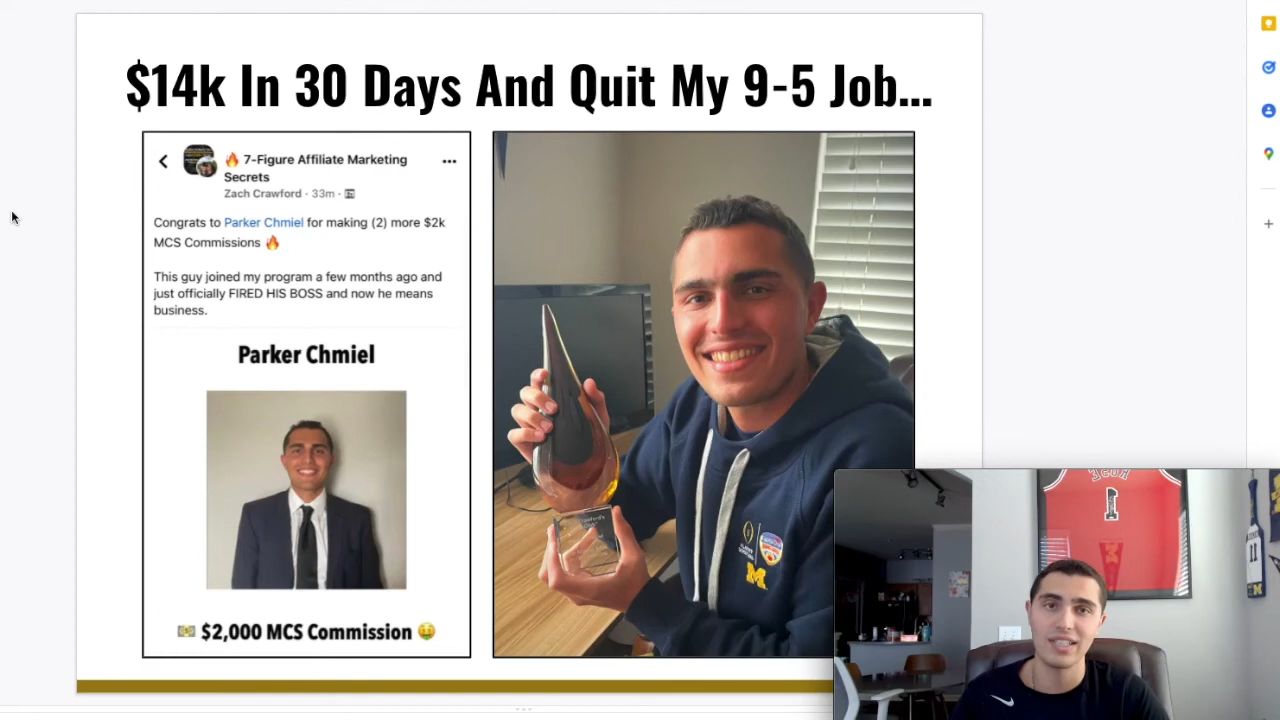 $14k In 30 Days And Quit My 9-5 Job...
🔥 7-Figure Affiliate Marketing
Secrets
Zach Crawford · 33m ·
Congrats to Parker Chmiel for making (2) more $2k
MCS Commissions 🔥
This guy joined my program a few months ago and
just officially FIRED HIS BOSS and now he means
business.
Parker Chmiel
💵 $2,000 MCS Commission 🤑
M
1
11
M